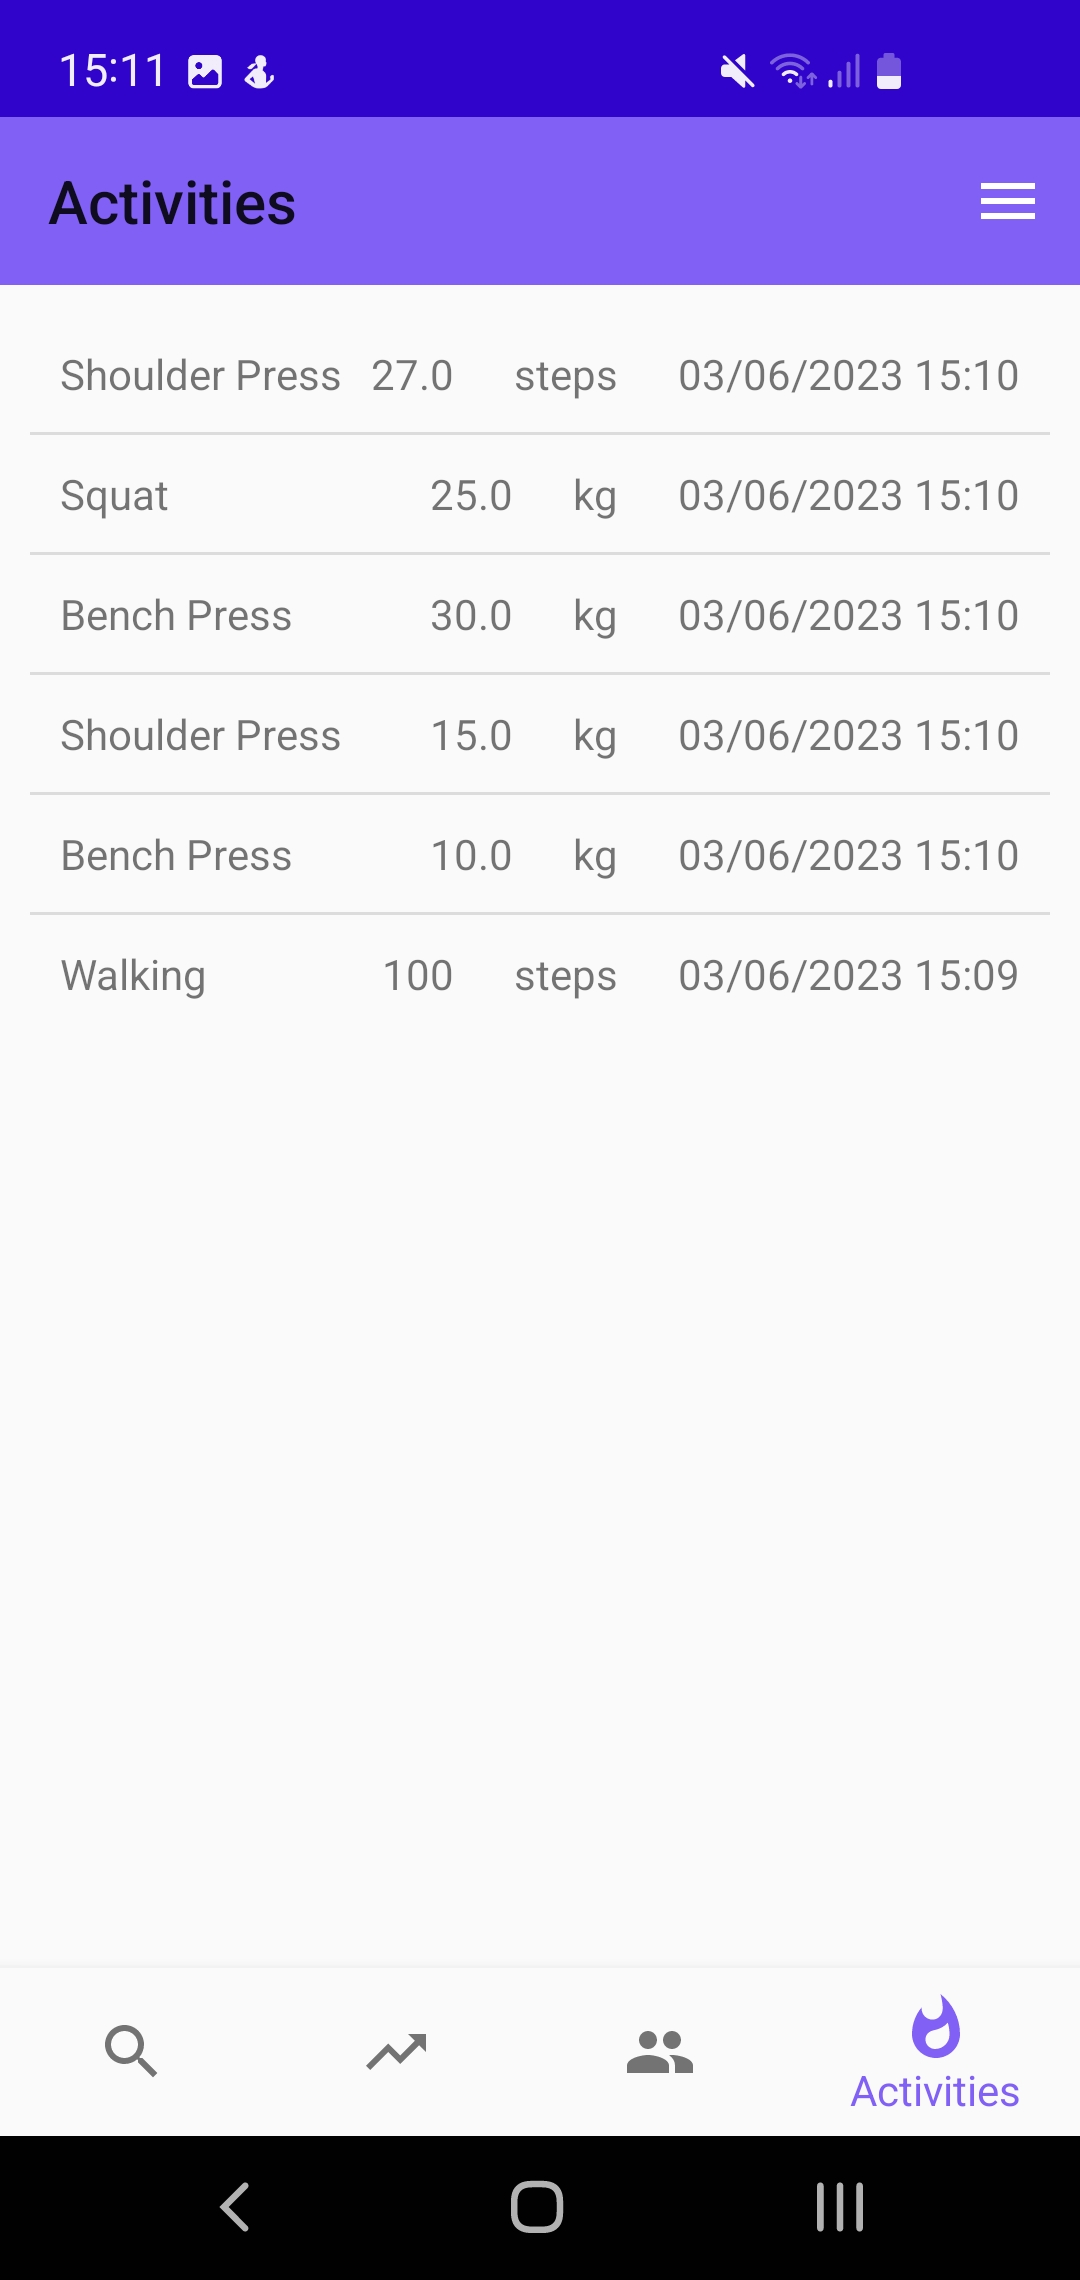 15:11
Activities
Shoulder Press 27.0 steps 03/06/2023 15:10
Squat 25.0 kg 03/06/2023 15:10
Bench Press 30.0 kg 03/06/2023 15:10
Shoulder Press 15.0 kg 03/06/2023 15:10
Bench Press 10.0 kg 03/06/2023 15:10
Walking 100 steps 03/06/2023 15:09
Activities